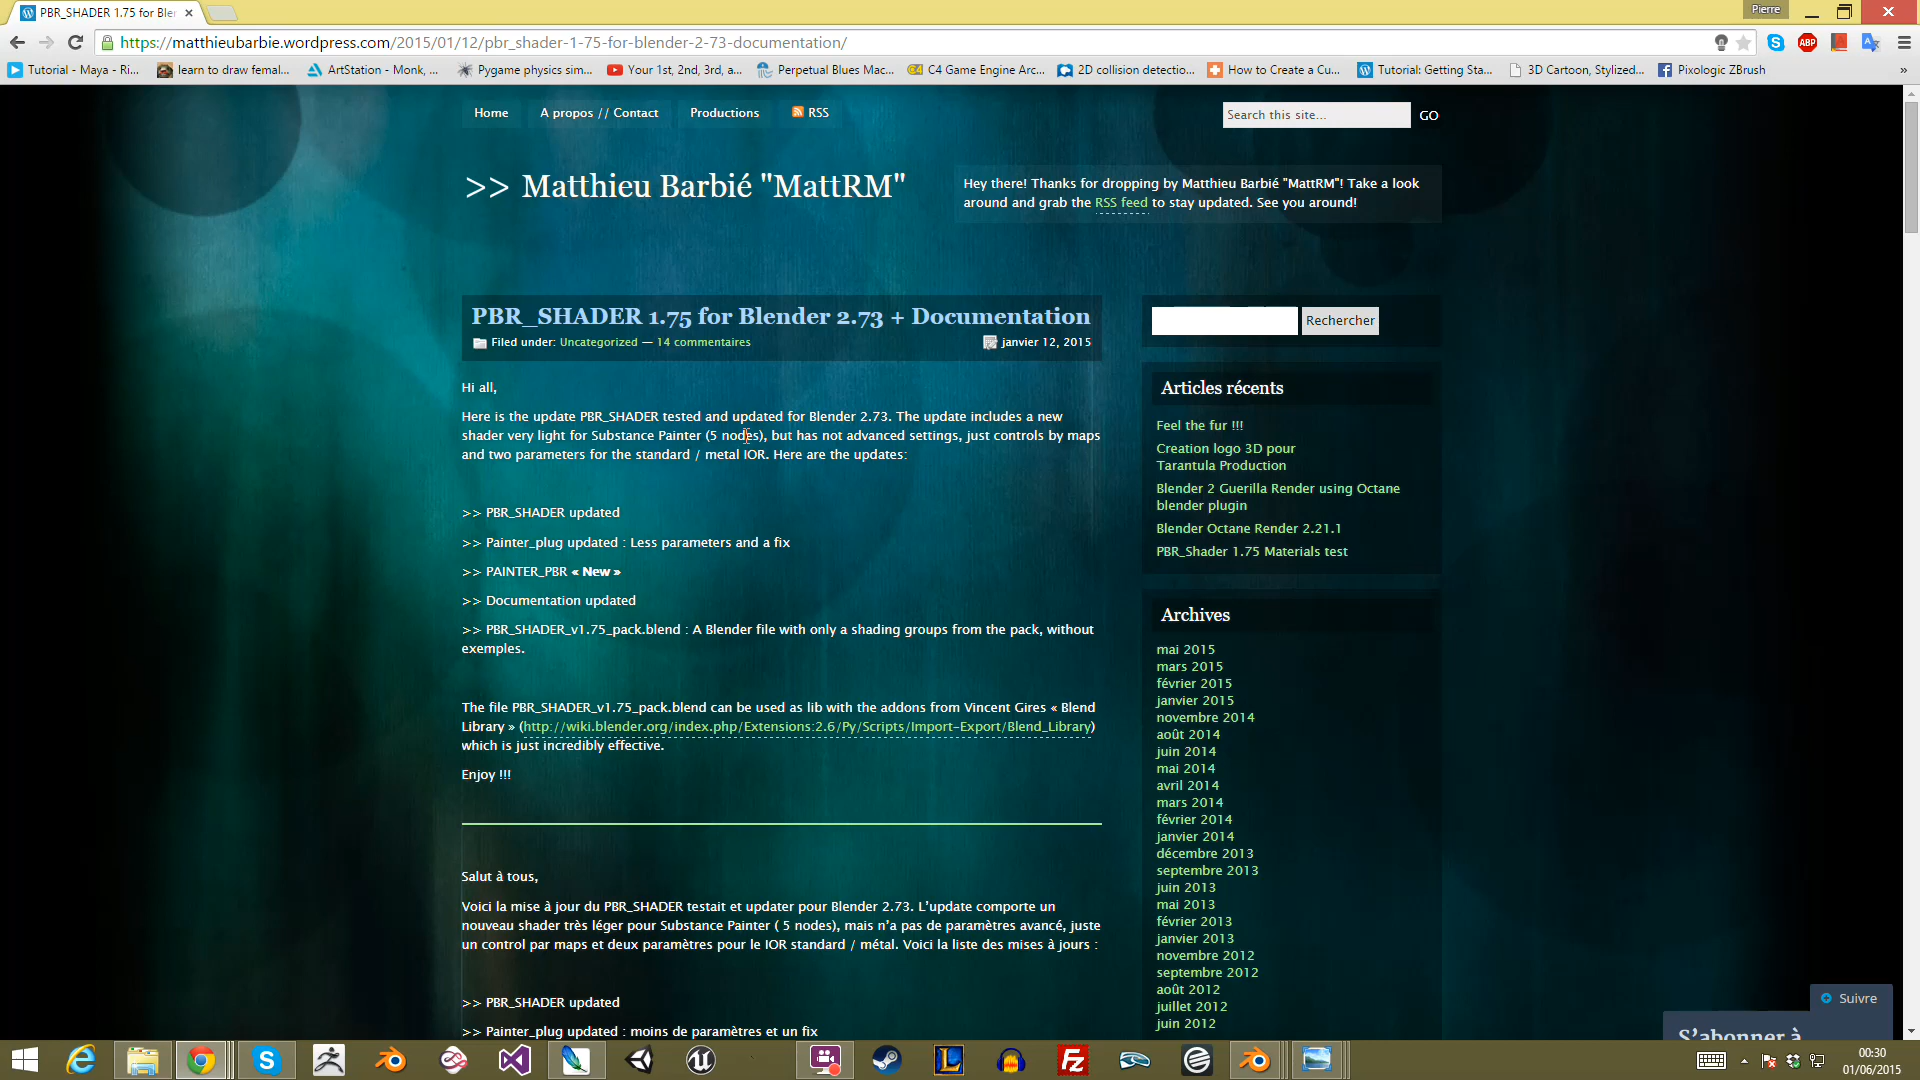 PBR_SHADER 1.75 for Ble
Pierre
https://matthieubarbie.wordpress.com/2015/01/12/pbr_shader-1-75-for-blender-2-73-documentation/
Tutorial - Maya - Ri...
learn to draw femal...
ArtStation - Monk, ...
Pygame physics sim...
Your 1st, 2nd, 3rd, a...
Perpetual Blues Mac...
C4 Game Engine Arc...
2D collision detectio...
How to Create a Cu...
Tutorial: Getting Sta...
3D Cartoon, Stylized...
Pixologic ZBrush
»
Home
A propos // Contact
Productions
RSS
Search this site...
GO
>> Matthieu Barbié "MattRM"
Hey there! Thanks for dropping by Matthieu Barbié "MattRM"! Take a look
around and grab the RSS feed to stay updated. See you around!
PBR_SHADER 1.75 for Blender 2.73 + Documentation
Filed under: Uncategorized — 14 commentaires
janvier 12, 2015
Hi all,
Here is the update PBR_SHADER tested and updated for Blender 2.73. The update includes a new
shader very light for Substance Painter (5 nodes), but has not advanced settings, just controls by maps
and two parameters for the standard / metal IOR. Here are the updates:
>> PBR_SHADER updated
>> Painter_plug updated : Less parameters and a fix
>> PAINTER_PBR « New »
>> Documentation updated
>> PBR_SHADER_v1.75_pack.blend : A Blender file with only a shading groups from the pack, without
exemples.
The file PBR_SHADER_v1.75_pack.blend can be used as lib with the addons from Vincent Gires « Blend
Library » (http://wiki.blender.org/index.php/Extensions:2.6/Py/Scripts/Import-Export/Blend_Library)
which is just incredibly effective.
Enjoy !!!
Salut à tous,
Voici la mise à jour du PBR_SHADER testait et updater pour Blender 2.73. L'update comporte un
nouveau shader très léger pour Substance Painter ( 5 nodes), mais n'a pas de paramètres avancé, juste
un control par maps et deux paramètres pour le IOR standard / métal. Voici la liste des mises à jours :
>> PBR_SHADER updated
>> Painter_plug updated : moins de paramètres et un fix
Rechercher
Articles récents
Feel the fur !!!
Creation logo 3D pour
Tarantula Production
Blender 2 Guerilla Render using Octane
blender plugin
Blender Octane Render 2.21.1
PBR_Shader 1.75 Materials test
Archives
mai 2015
mars 2015
février 2015
janvier 2015
novembre 2014
août 2014
juin 2014
mai 2014
avril 2014
mars 2014
février 2014
janvier 2014
décembre 2013
septembre 2013
juin 2013
mai 2013
février 2013
janvier 2013
novembre 2012
septembre 2012
août 2012
juillet 2012
juin 2012
Suivre
S'abonner à
00:30
01/06/2015